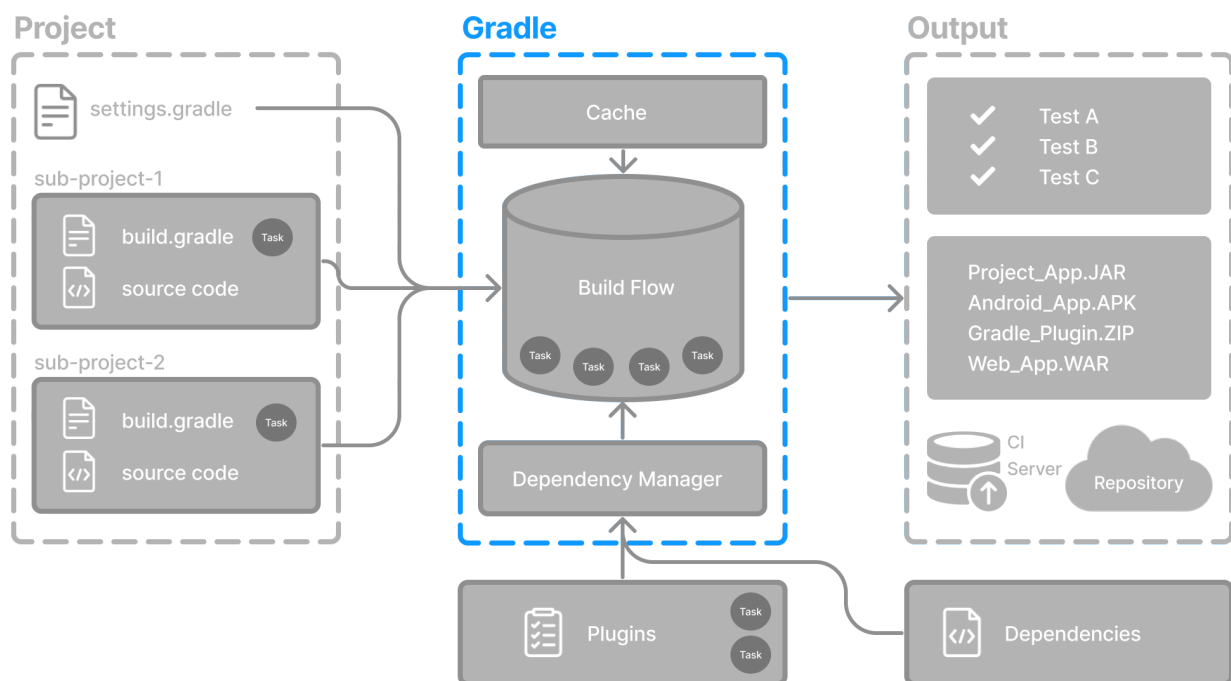 Project
settings.gradle
sub-project-1
build.gradle
Task
source code
sub-project-2
build.gradle
Task
source code
Gradle
Cache
Build Flow
Task
Task
Task
Task
Dependency Manager
Plugins
Task
Task
Output
Test A
Test B
Test C
Project_App.JAR
Android_App.APK
Gradle_Plugin.ZIP
Web_App.WAR
CI
Server
Repository
Dependencies